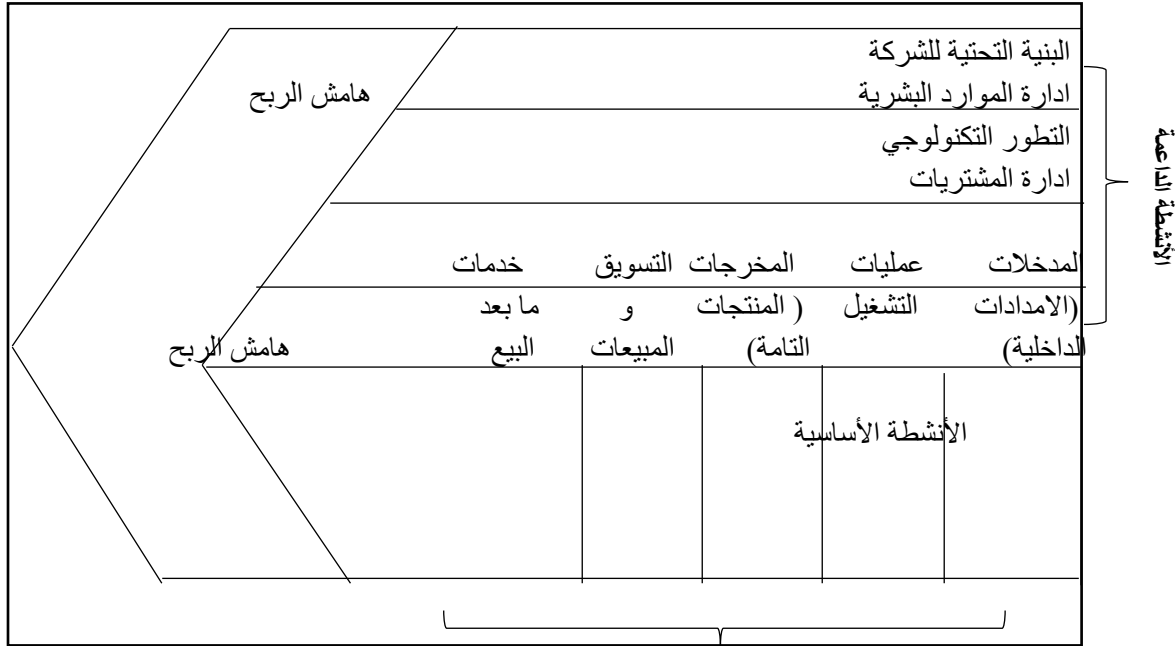 البنية التحتية للشركة
هامش الربح
ادارة الموارد البشرية
التطور التكنولوجي
ادارة المشتريات
الأنشطة الداعمة
المدخلات عمليات المخرجات التسويق خدمات
(الامدادات التشغيل ( المنتجات و ما بعد
الداخلية) التامة) المبيعات البيع
هامش الربح
الأنشطة الأساسية